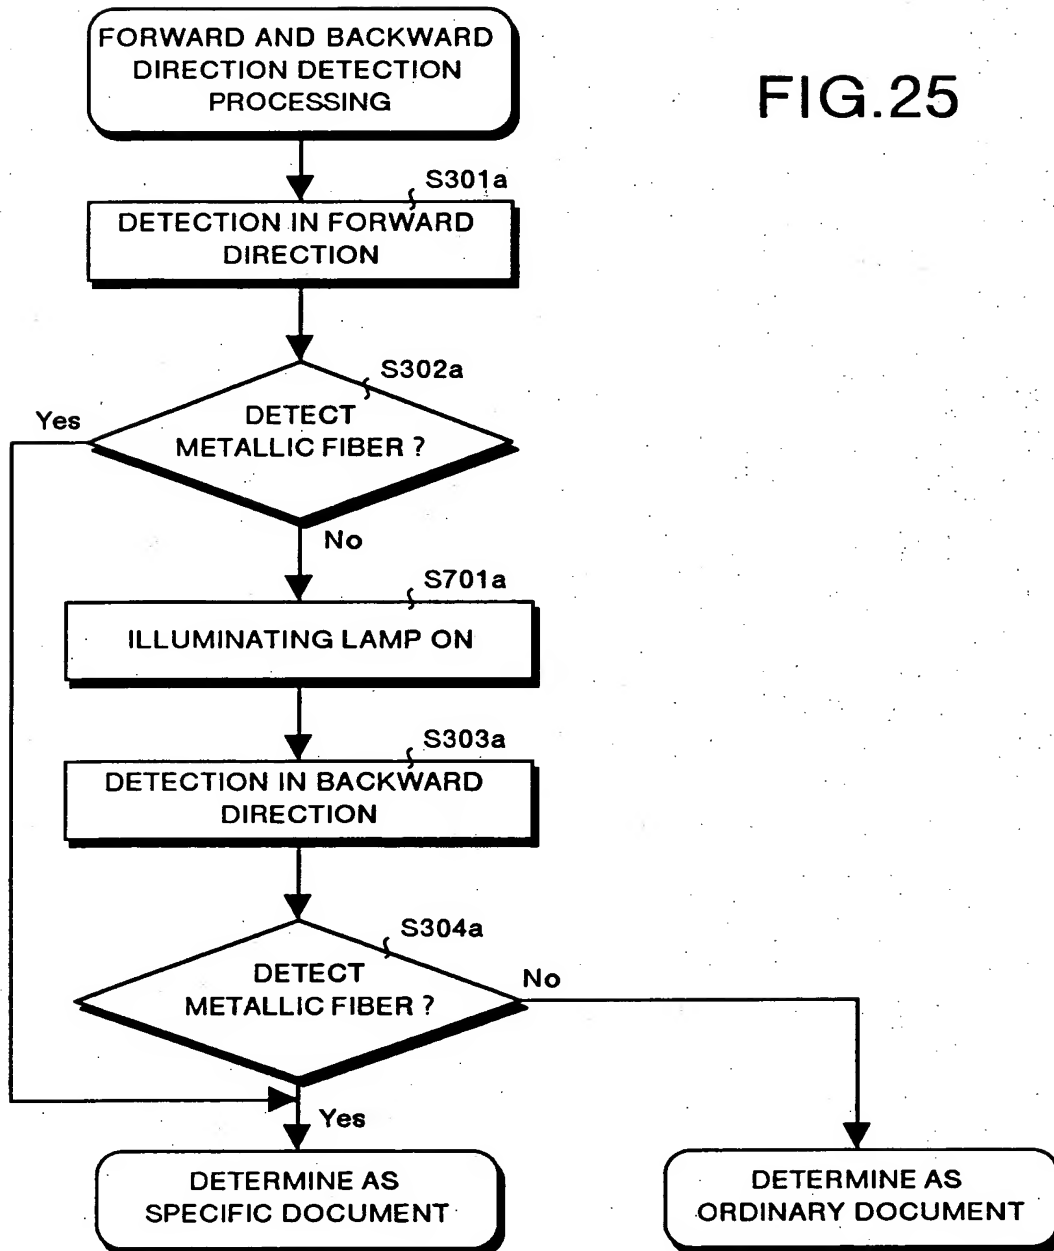 FORWARD AND BACKWARD
DIRECTION DETECTION
PROCESSING
FIG.25
S301a
DETECTION IN FORWARD
DIRECTION
S302a
Yes
DETECT
METALLIC FIBER ?
No
S701a
ILLUMINATING LAMP ON
S303a
DETECTION IN BACKWARD
DIRECTION
S304a
DETECT
METALLIC FIBER ?
No
Yes
DETERMINE AS
SPECIFIC DOCUMENT
DETERMINE AS
ORDINARY DOCUMENT